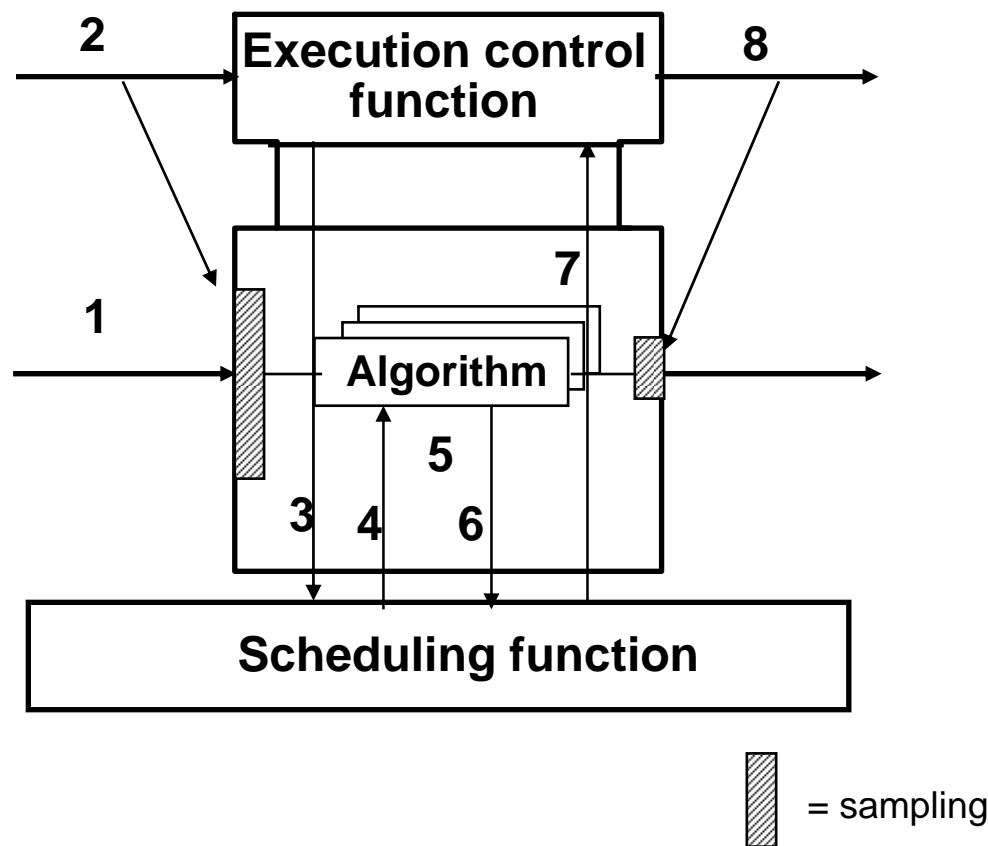 2
Execution control
function
8
7
1
Algorithm
5
3
4
6
Scheduling function
= sampling